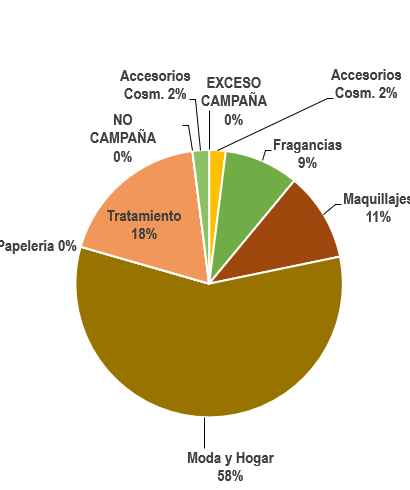 Accesorios
Cosm. 2%
EXCESO
CAMPAÑA
0%
Accesorios
Cosm. 2%
NO
CAMPAÑA
0%
Fragancias
9%
Maquillajes
11%
Tratamiento
18%
Papelería 0%
Moda y Hogar
58%